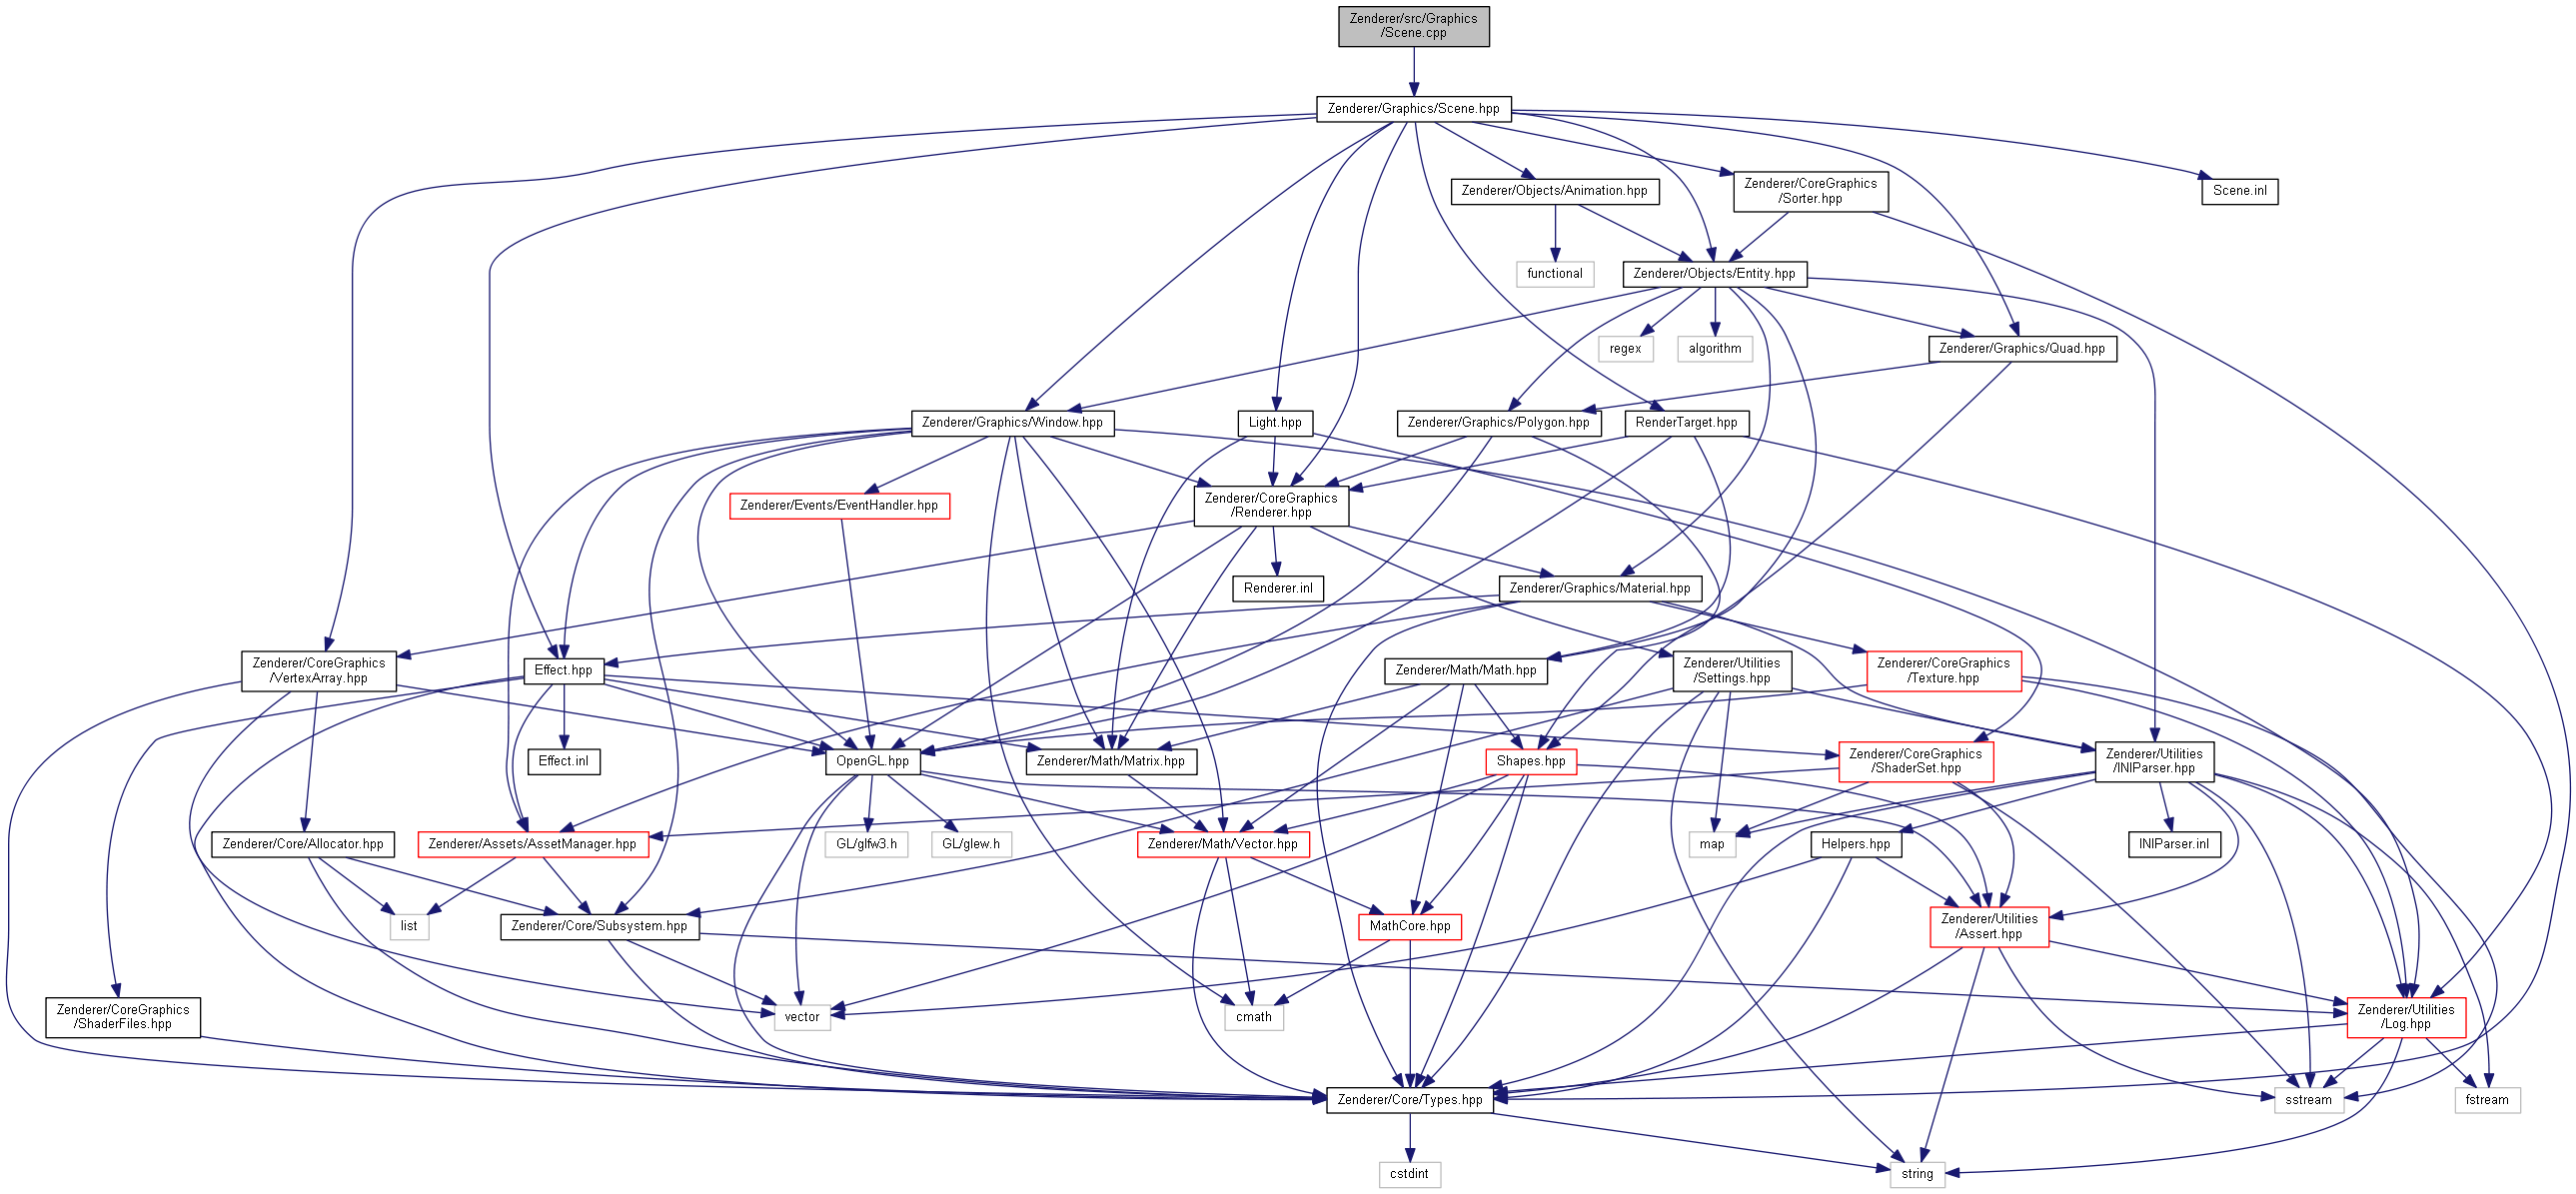 Zenderer/src/Graphics
/Scene.cpp
Zenderer/Graphics/Scene.hpp
Zenderer/Objects/Animation.hpp
Zenderer/CoreGraphics
/Sorter.hpp
Scene.inl
functional
Zenderer/Objects/Entity.hpp
regex
algorithm
Zenderer/Graphics/Quad.hpp
Zenderer/Graphics/Window.hpp
Light.hpp
Zenderer/Graphics/Polygon.hpp
RenderTarget.hpp
Zenderer/Events/EventHandler.hpp
Zenderer/CoreGraphics
/Renderer.hpp
Renderer.inl
Zenderer/Graphics/Material.hpp
Zenderer/CoreGraphics
/VertexArray.hpp
Effect.hpp
Zenderer/Math/Math.hpp
Zenderer/Utilities
/Settings.hpp
Zenderer/CoreGraphics
/Texture.hpp
Effect.inl
OpenGL.hpp
Zenderer/Math/Matrix.hpp
Shapes.hpp
Zenderer/CoreGraphics
/ShaderSet.hpp
Zenderer/Utilities
/INIParser.hpp
Zenderer/Core/Allocator.hpp
Zenderer/Assets/AssetManager.hpp
GL/glfw3.h
GL/glew.h
Zenderer/Math/Vector.hpp
map
Helpers.hpp
INIParser.inl
list
Zenderer/Core/Subsystem.hpp
MathCore.hpp
Zenderer/Utilities
/Assert.hpp
Zenderer/CoreGraphics
/ShaderFiles.hpp
vector
cmath
Zenderer/Utilities
/Log.hpp
Zenderer/Core/Types.hpp
sstream
fstream
cstdint
string